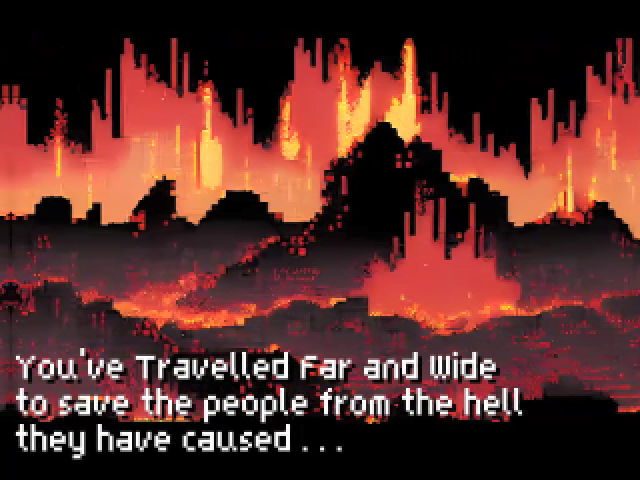 You've Travelled Far and Wide
to save the people from the hell
they have caused . . .